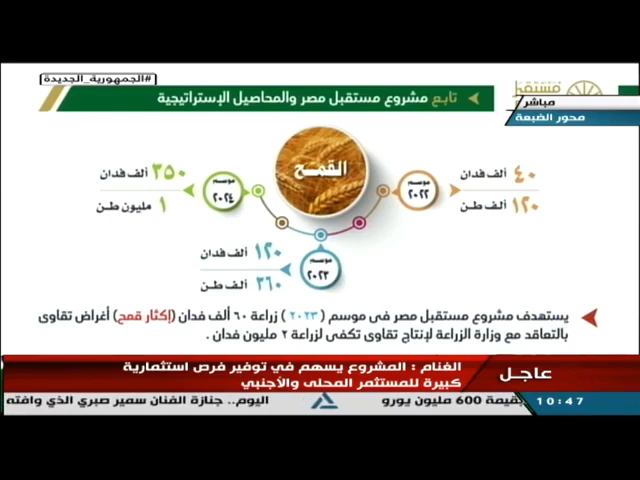 #الجمهورية_الجديدة
مستقبل
مباشر
محور الضبعة
تابع مشروع مستقبل مصر والمحاصيل الإستراتيجية
القمح
٤٠ ألف فدان
١٢٠ ألف طن
موسم
٢٠٢٢
١٢٠ ألف فدان
٣٦٠ ألف طن
موسم
٢٠٢٣
٣٥٠ ألف فدان
١ مليون طن
موسم
٢٠٢٤
يستهدف مشروع مستقبل مصر فى موسم ( ٢٠٢٣ ) زراعة ٦٠ ألف فدان (إكثار قمح) أغراض تقاوى
بالتعاقد مع وزارة الزراعة لإنتاج تقاوى تكفى لزراعة ٢ مليون فدان .
عاجل
الغنام : المشروع يسهم في توفير فرص استثمارية
كبيرة للمستثمر المحلى والأجنبي
10:47
بقيمة 600 مليون يورو
اليوم.. جنازة الفنان سمير صبري الذي وافته